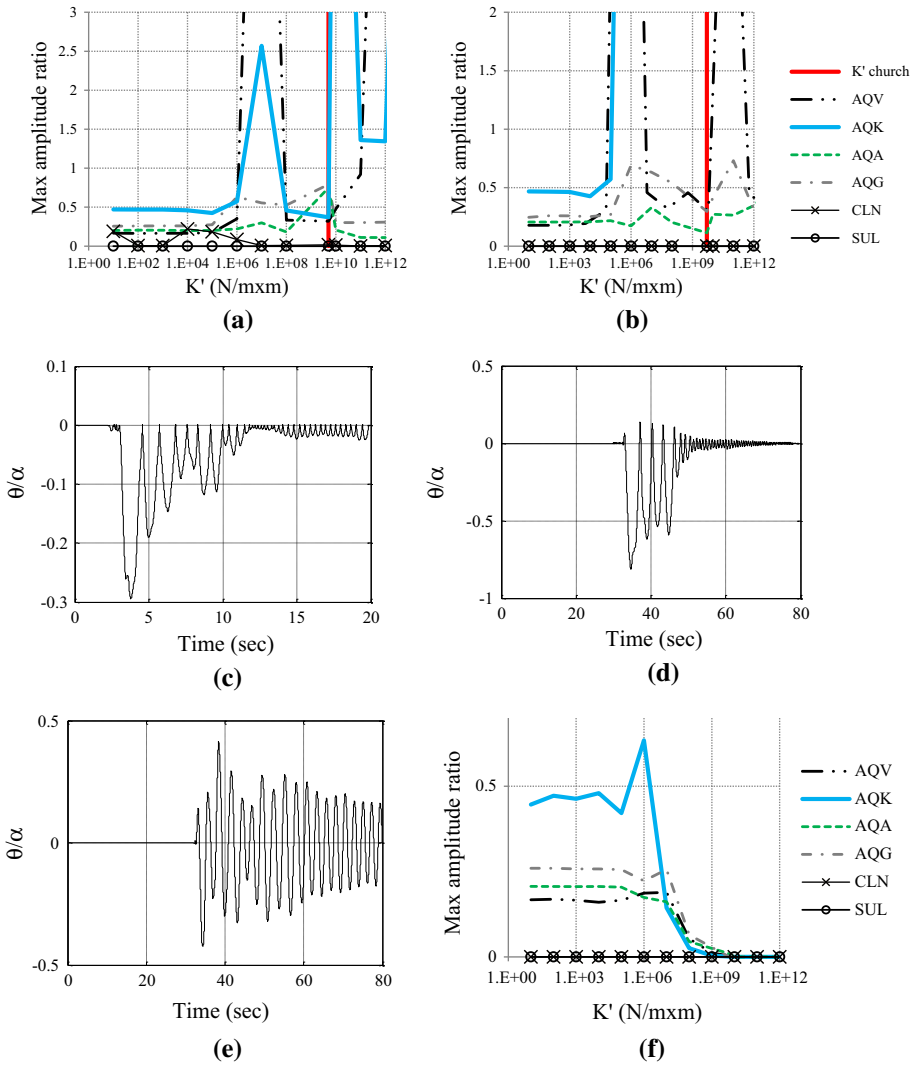 Max amplitude ratio
3
2.5
2
1.5
1
0.5
0
1.E+00 1.E+02 1.E+04 1.E+06 1.E+08 1.E+10 1.E+12
K' (N/mxm)
(a)
Max amplitude ratio
2
1.5
1
0.5
0
1.E+00 1.E+03 1.E+06 1.E+09 1.E+12
K' (N/mxm)
(b)
K' church
AQV
AQK
AQA
AQG
CLN
SUL
θ/α
0.1
0
-0.1
-0.2
-0.3
0 5 10 15 20
Time (sec)
(c)
θ/α
0.5
0
-0.5
-1
0 20 40 60 80
Time (sec)
(d)
θ/α
0.5
0
-0.5
0 20 40 60 80
Time (sec)
(e)
Max amplitude ratio
0.5
0
1.E+00 1.E+03 1.E+06 1.E+09 1.E+12
K' (N/mxm)
(f)
AQV
AQK
AQA
AQG
CLN
SUL